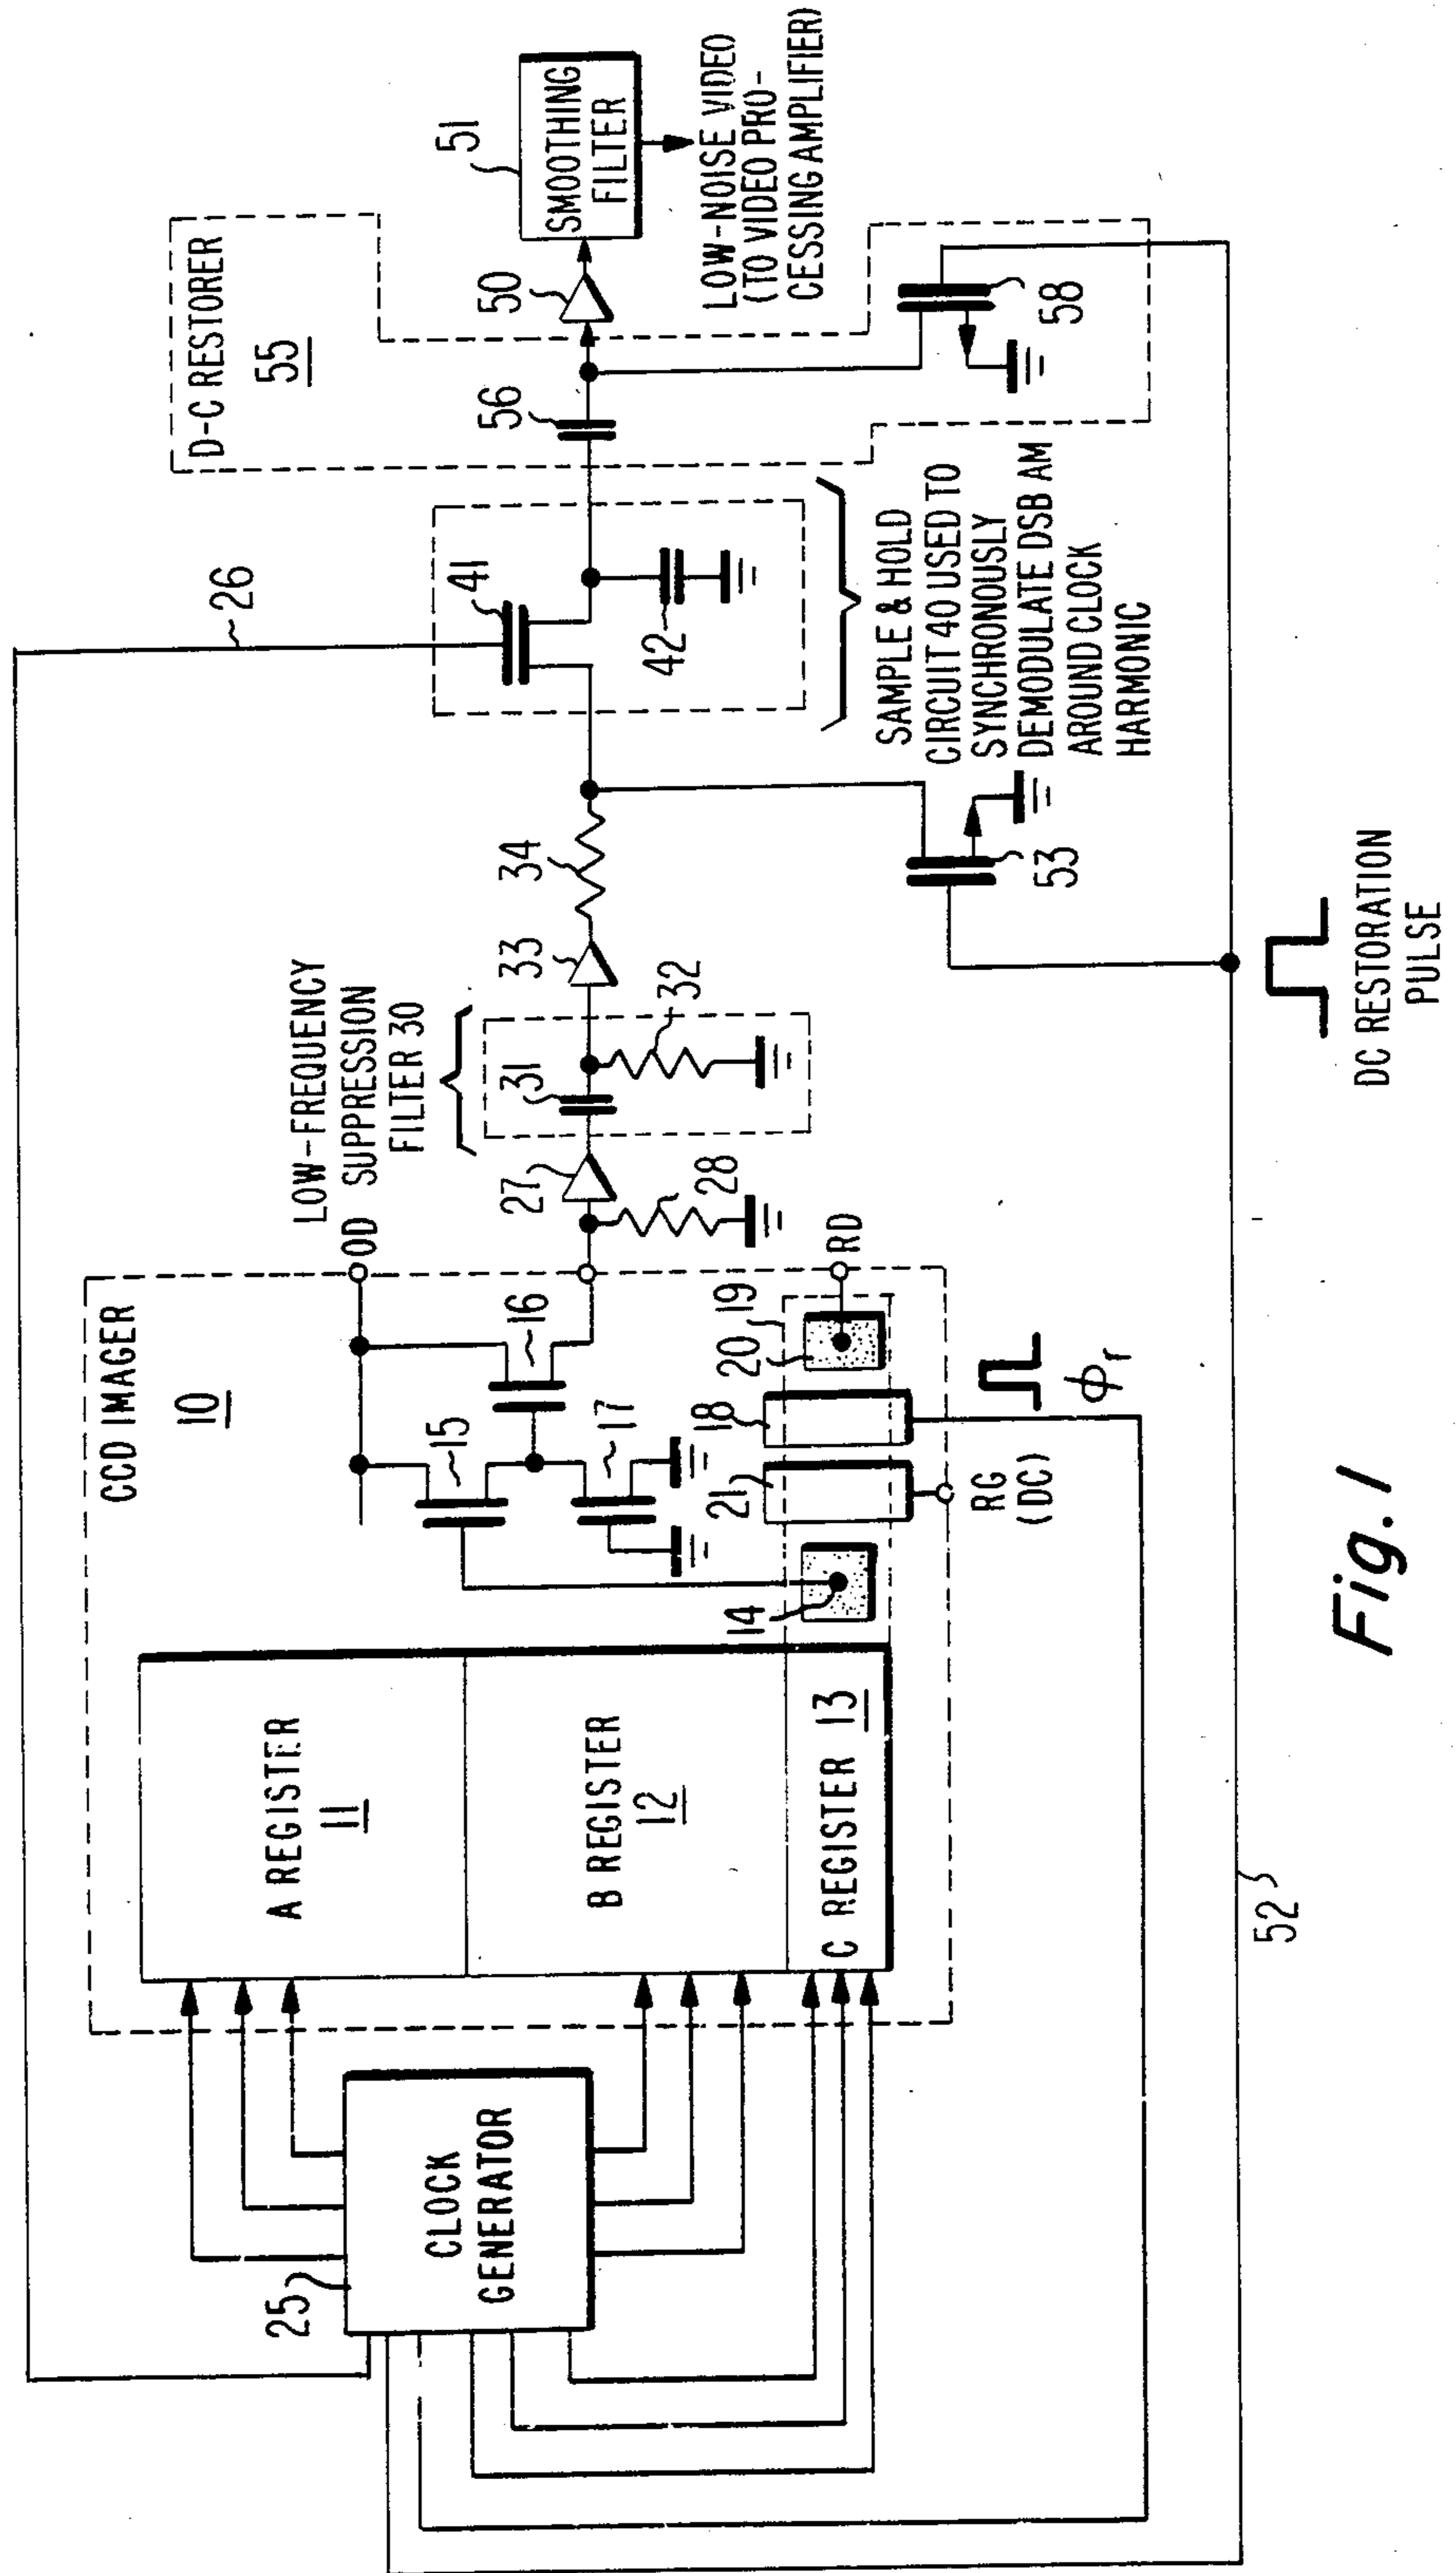 CCD IMAGER
10
A REGISTER
11
B REGISTER
12
C REGISTER 13
CLOCK
GENERATOR
25
14
15
16
17
18
19
20
21
OD
RD
RG
(DC)
ϕr
26
27
28
LOW-FREQUENCY
SUPPRESSION
FILTER 30
31
32
33
34
41
42
SAMPLE & HOLD
CIRCUIT 40 USED TO
SYNCHRONOUSLY
DEMODULATE DSB AM
AROUND CLOCK
HARMONIC
53
D-C RESTORER
55
56
58
50
51
SMOOTHING
FILTER
LOW-NOISE VIDEO
(TO VIDEO PRO-
CESSING AMPLIFIER)
52
DC RESTORATION
PULSE
Fig. 1